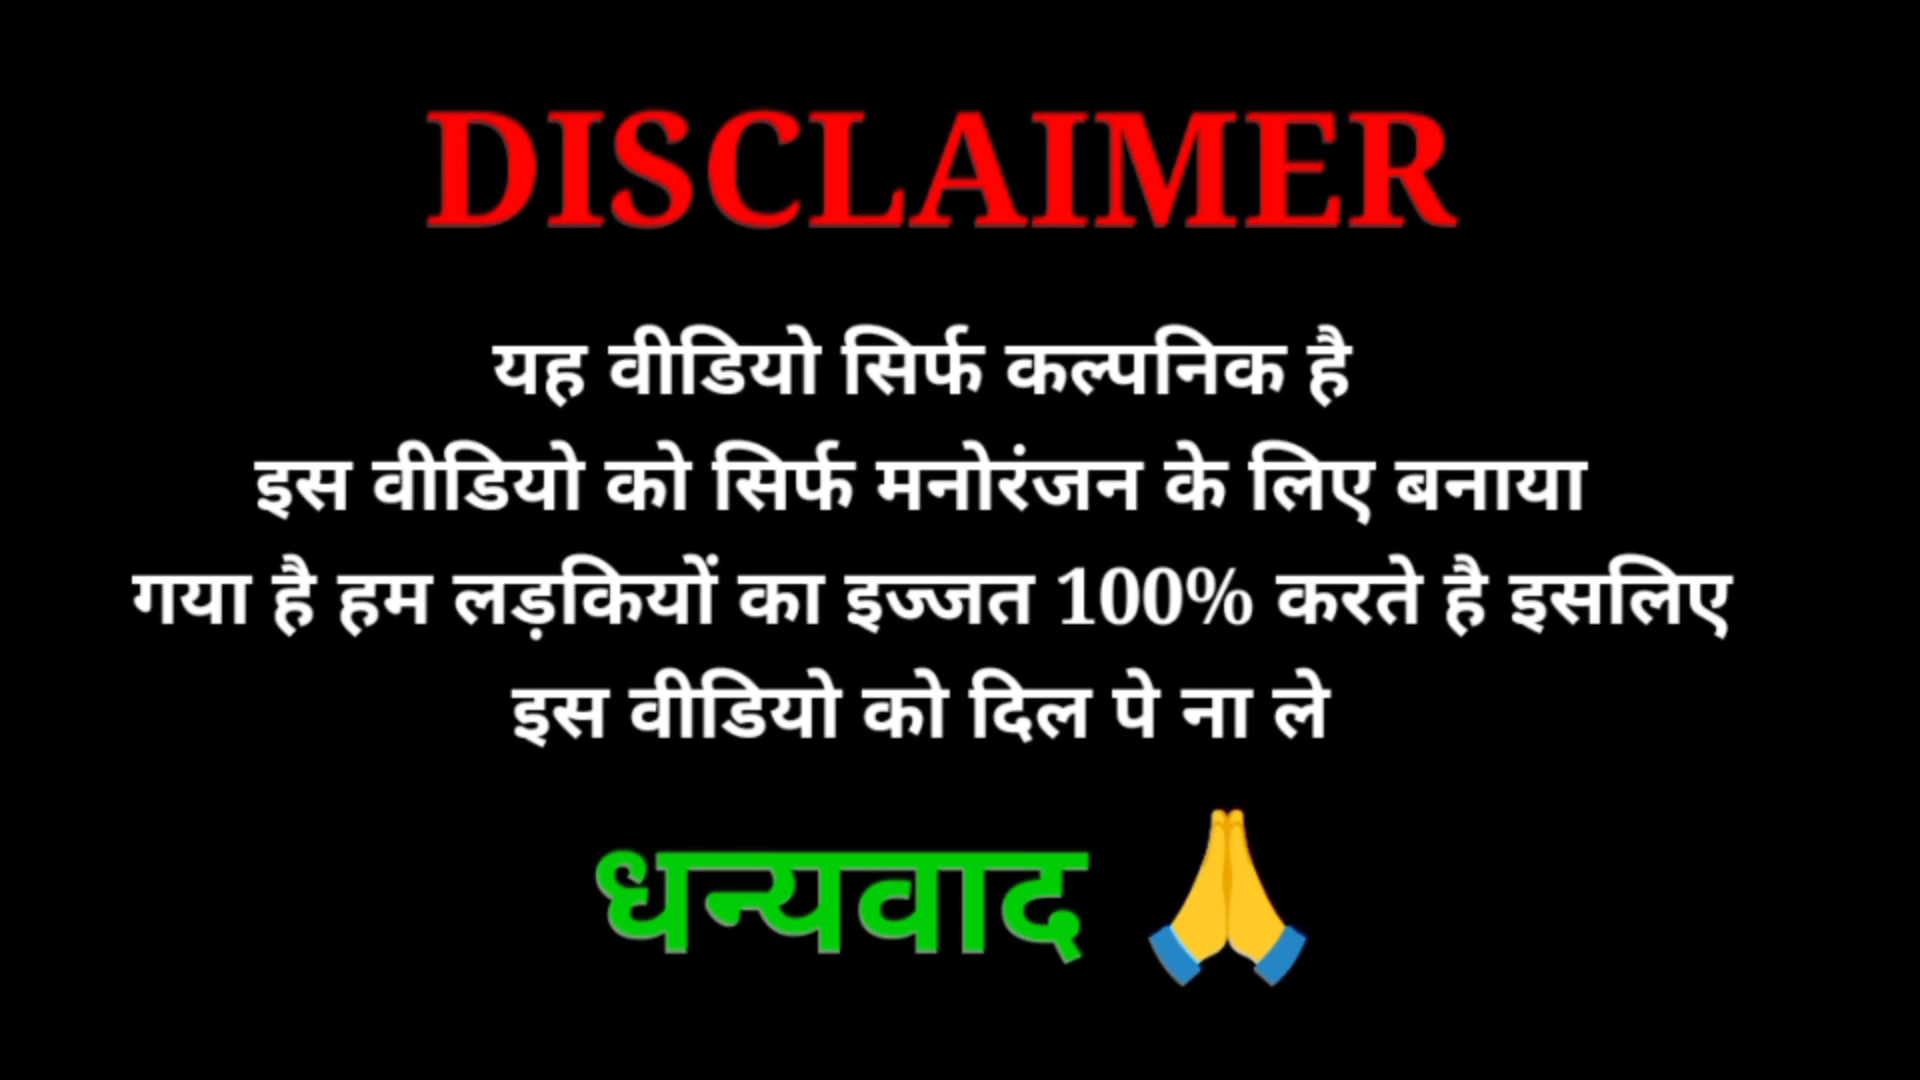 DISCLAIMER
यह वीडियो सिर्फ कल्पनिक है
इस वीडियो को सिर्फ मनोरंजन के लिए बनाया
गया है हम लड़कियों का इज्जत 100% करते है इसलिए
इस वीडियो को दिल पे ना ले
धन्यवाद 🙏